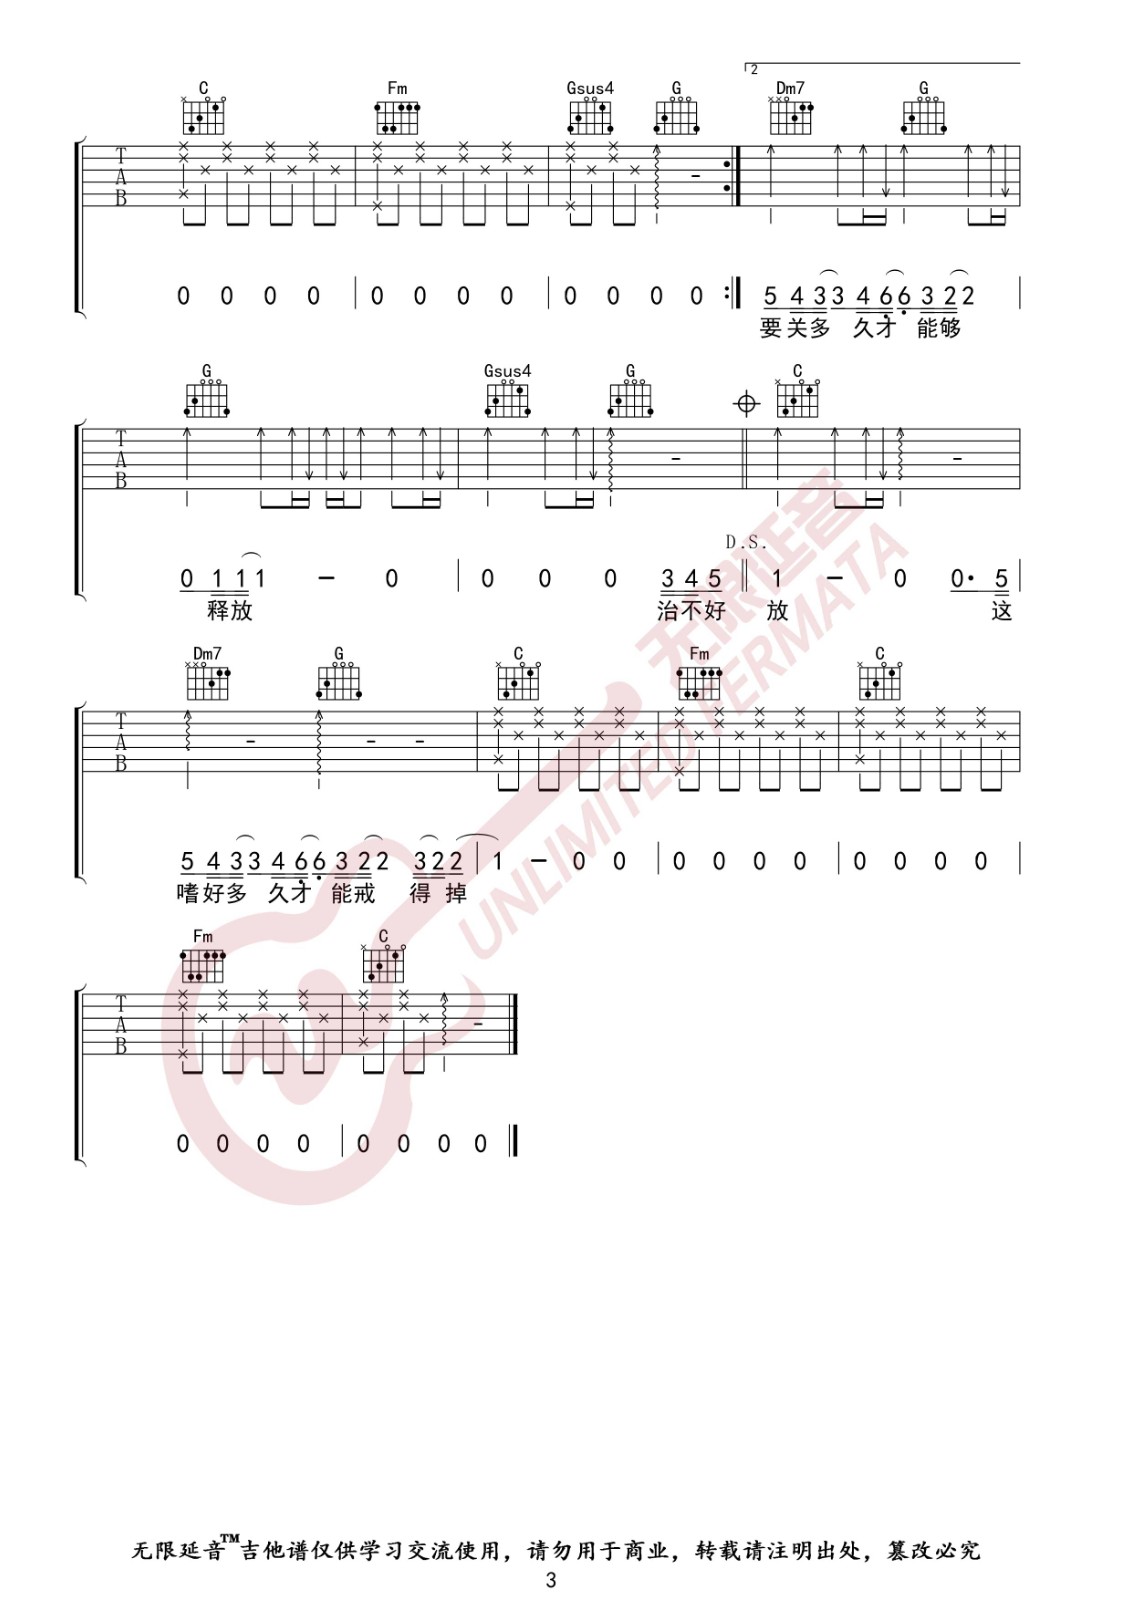 2
C Fm Gsus4 G Dm7 G
T
A
B
0 0 0 0 0 0 0 0 0 0 0 0 5 4 3 3 4 6 6 3 2 2
要 关 多 久 才 能 够
G Gsus4 G C
T
A
B
D.S.
0 1 1 1 － 0 0 0 0 3 4 5 1 － 0 0· 5
释 放 治 不 好 放 这
Dm7 G C Fm C
T
A
B
5 4 3 3 4 6 6 3 2 2 3 2 2 1 － 0 0 0 0 0 0 0 0 0 0
嗜 好 多 久 才 能 戒 得 掉
Fm C
T
A
B
0 0 0 0 0 0 0 0
无限延音
UNLIMITED FERMATA
无限延音™吉他谱仅供学习交流使用，请勿用于商业，转载请注明出处，篡改必究
3